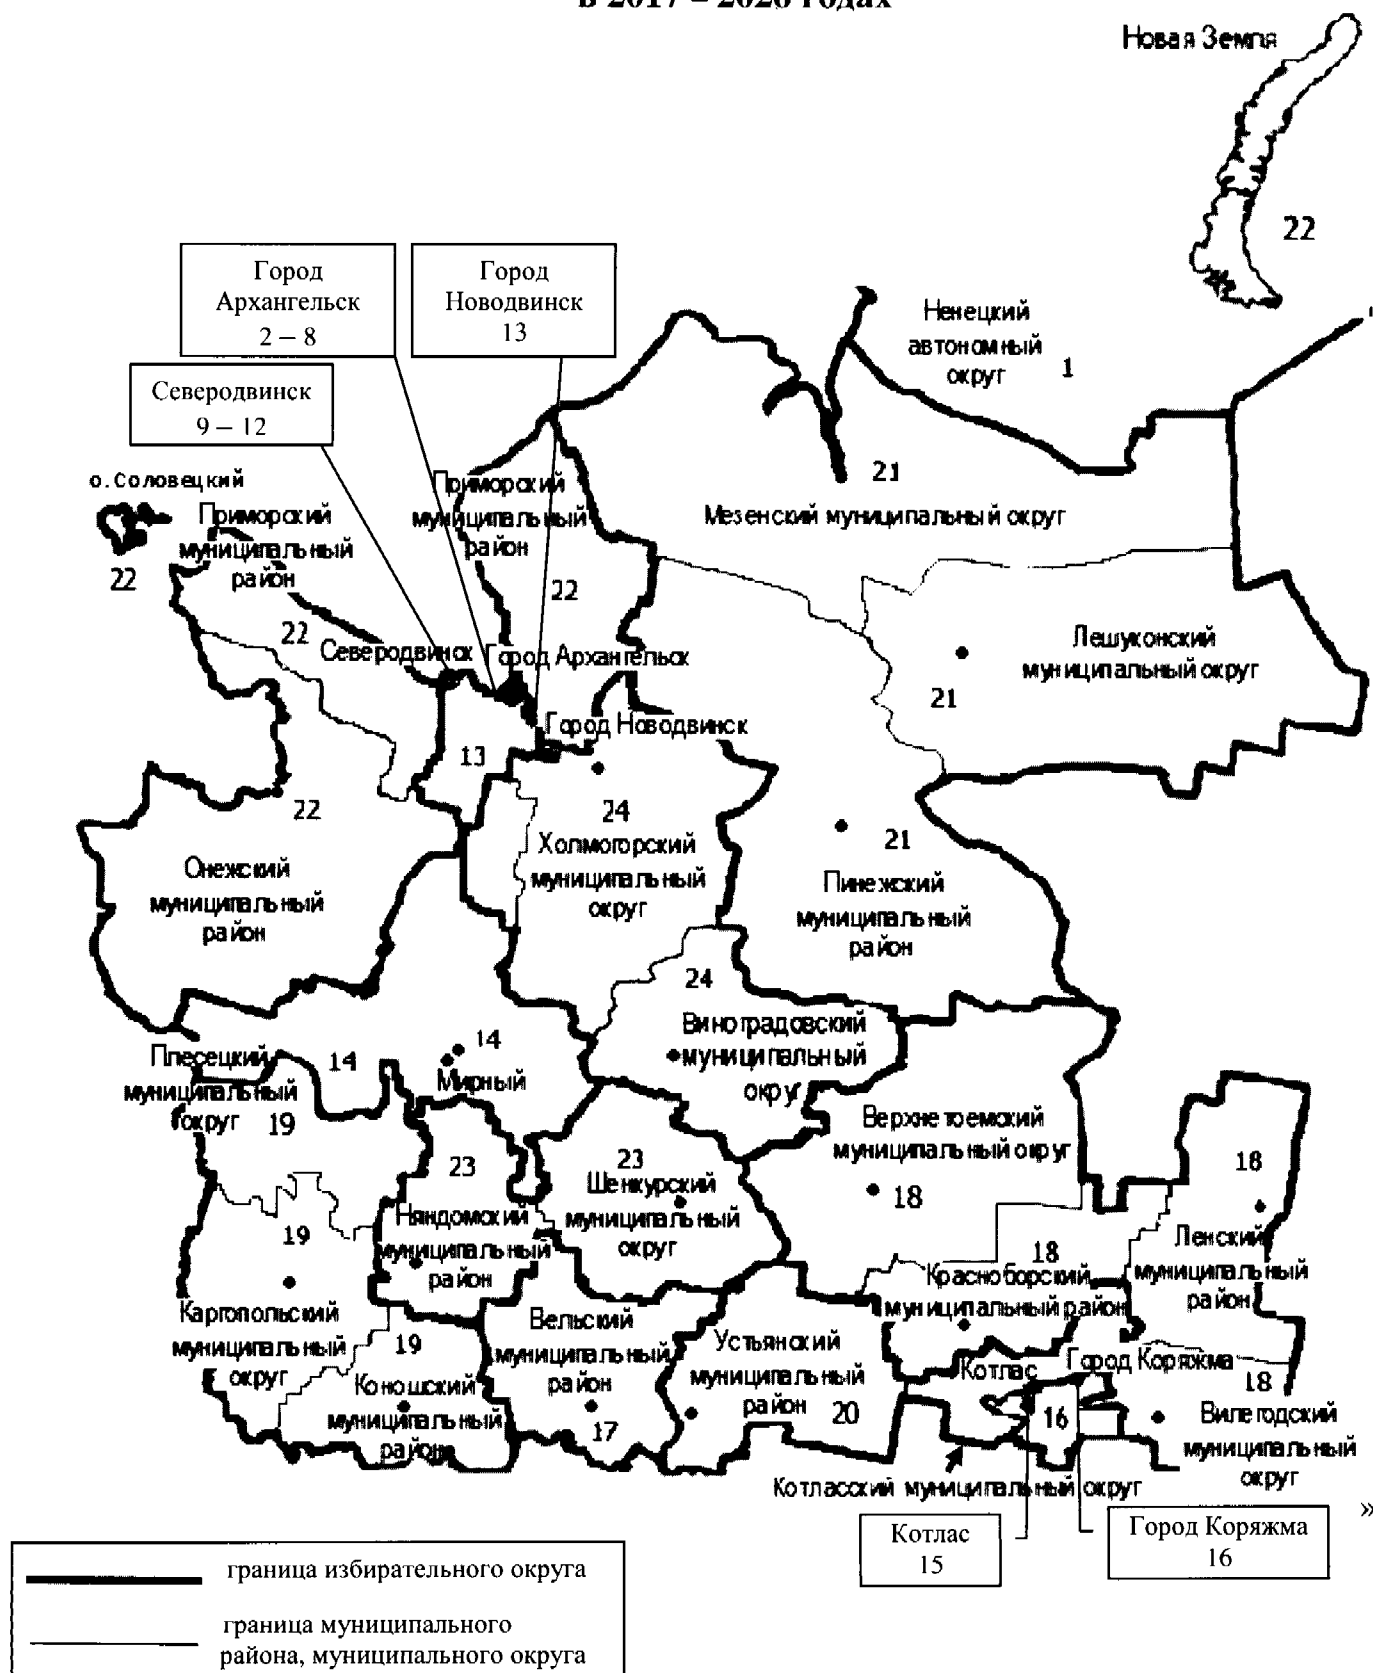 в 2017 – 2026 годах
Новая Земля
22
Город
Архангельск
2 – 8
Город
Новодвинск
13
Северодвинск
9 – 12
Ненецкий
автономный
округ
1
21
Мезенский муниципальный округ
о.Соловецкий
22
Приморский
муниципальный
район
22
Приморский
муниципальный
район
22
Лешуконский
муниципальный округ
21
Северодвинск
Город Архангельск
Город Новодвинск
13
22
Онежский
муниципальный
район
24
Холмогорский
муниципальный
округ
21
Пинежский
муниципальный
район
24
Виноградовский
муниципальный
округ
Плесецкий
муниципальный
округ
14
14
Мирный
19
23
Няндомский
муниципальный
район
23
Шенкурский
муниципальный
округ
Верхнетоемский
муниципальный округ
18
18
Ленский
муниципальный
район
19
Каргопольский
муниципальный
округ
18
Красноборский
муниципальный район
19
Коношский
муниципальный
район
Вельский
муниципальный
район
17
Устьянский
муниципальный
район
20
Котлас
Город Коряжма
16
18
Вилегодский
муниципальный
округ
Котласский муниципальный округ
Котлас
15
Город Коряжма
16
»
граница избирательного округа
граница муниципального
района, муниципального округа